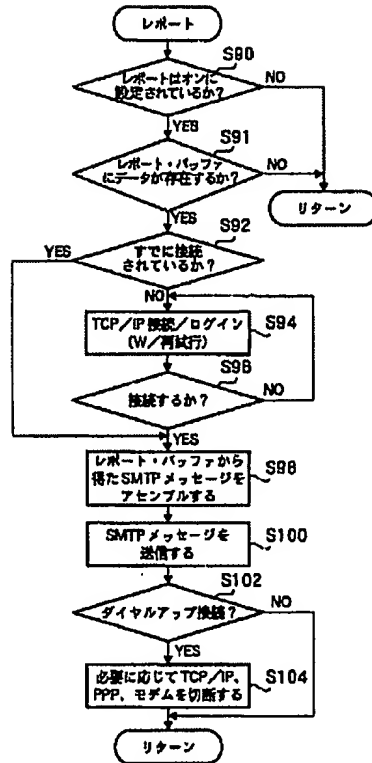 レポート
S90
レポートはオンに
設定されているか?
NO
YES
S91
レポート・バッファ
にデータが存在するか?
NO
YES
リターン
S92
YES
すでに接続
されているか?
NO
TCP/IP 接続/ログイン
(W/再試行)
S94
S96
接続するか?
NO
YES
レポート・バッファから
得たSMTPメッセージを
アセンブルする
S98
SMTPメッセージを
送信する
S100
S102
ダイヤルアップ接続?
NO
YES
必要に応じてTCP/IP、
PPP、モデムを切断する
S104
リターン